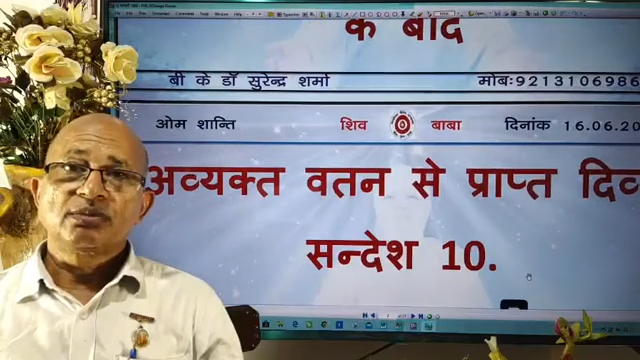 के बाद
बी के डॉ सुरेन्द्र शर्मा मोबः9213106986
ओम शान्ति शिव बाबा दिनांक 16.06.20
अव्यक्त वतन से प्राप्त
सन्देश 10.